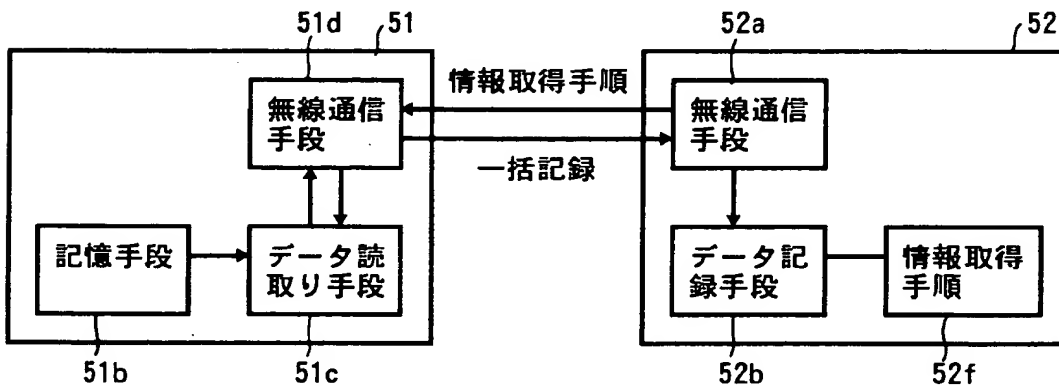 51d
51
52a
52
無線通信
手段
情報取得手順
一括記録
無線通信
手段
記憶手段
データ読
取り手段
データ記
録手段
情報取得
手順
51b
51c
52b
52f